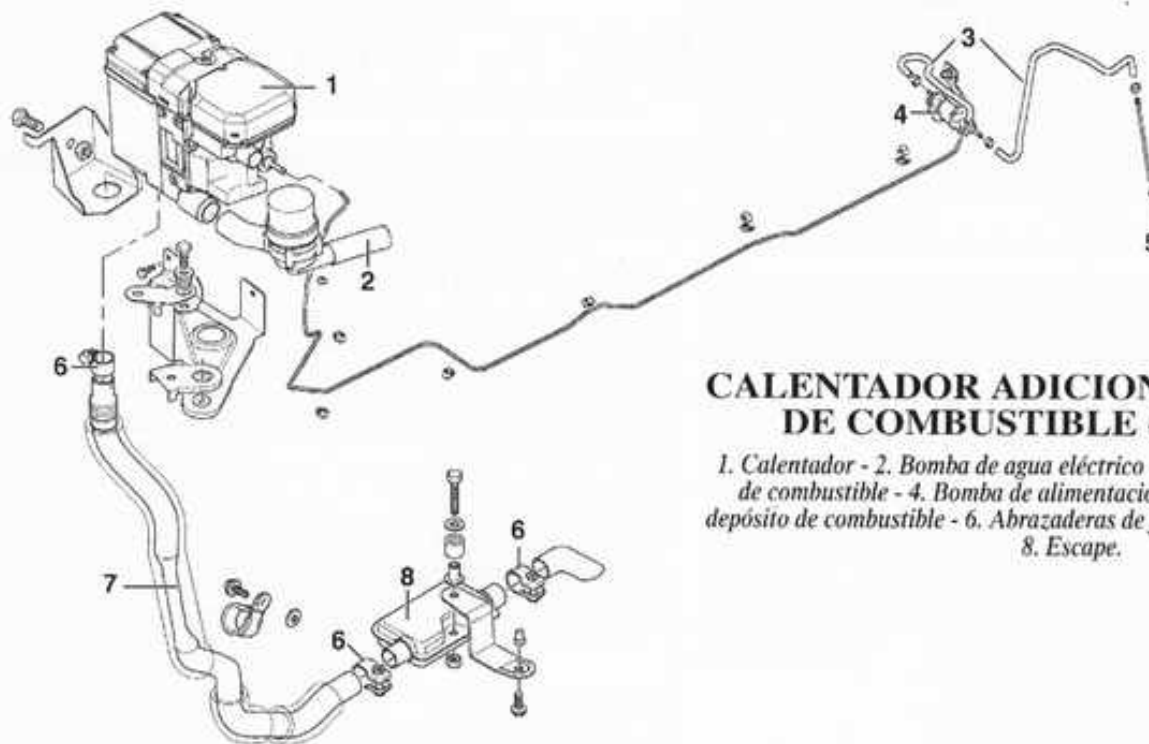 1
3
4
2
5
6
CALENTADOR ADICION
DE COMBUSTIBLE
1. Calentador - 2. Bomba de agua eléctrico
de combustible - 4. Bomba de alimentació
depósito de combustible - 6. Abrazaderas de
8. Escape.
7
6
8
6